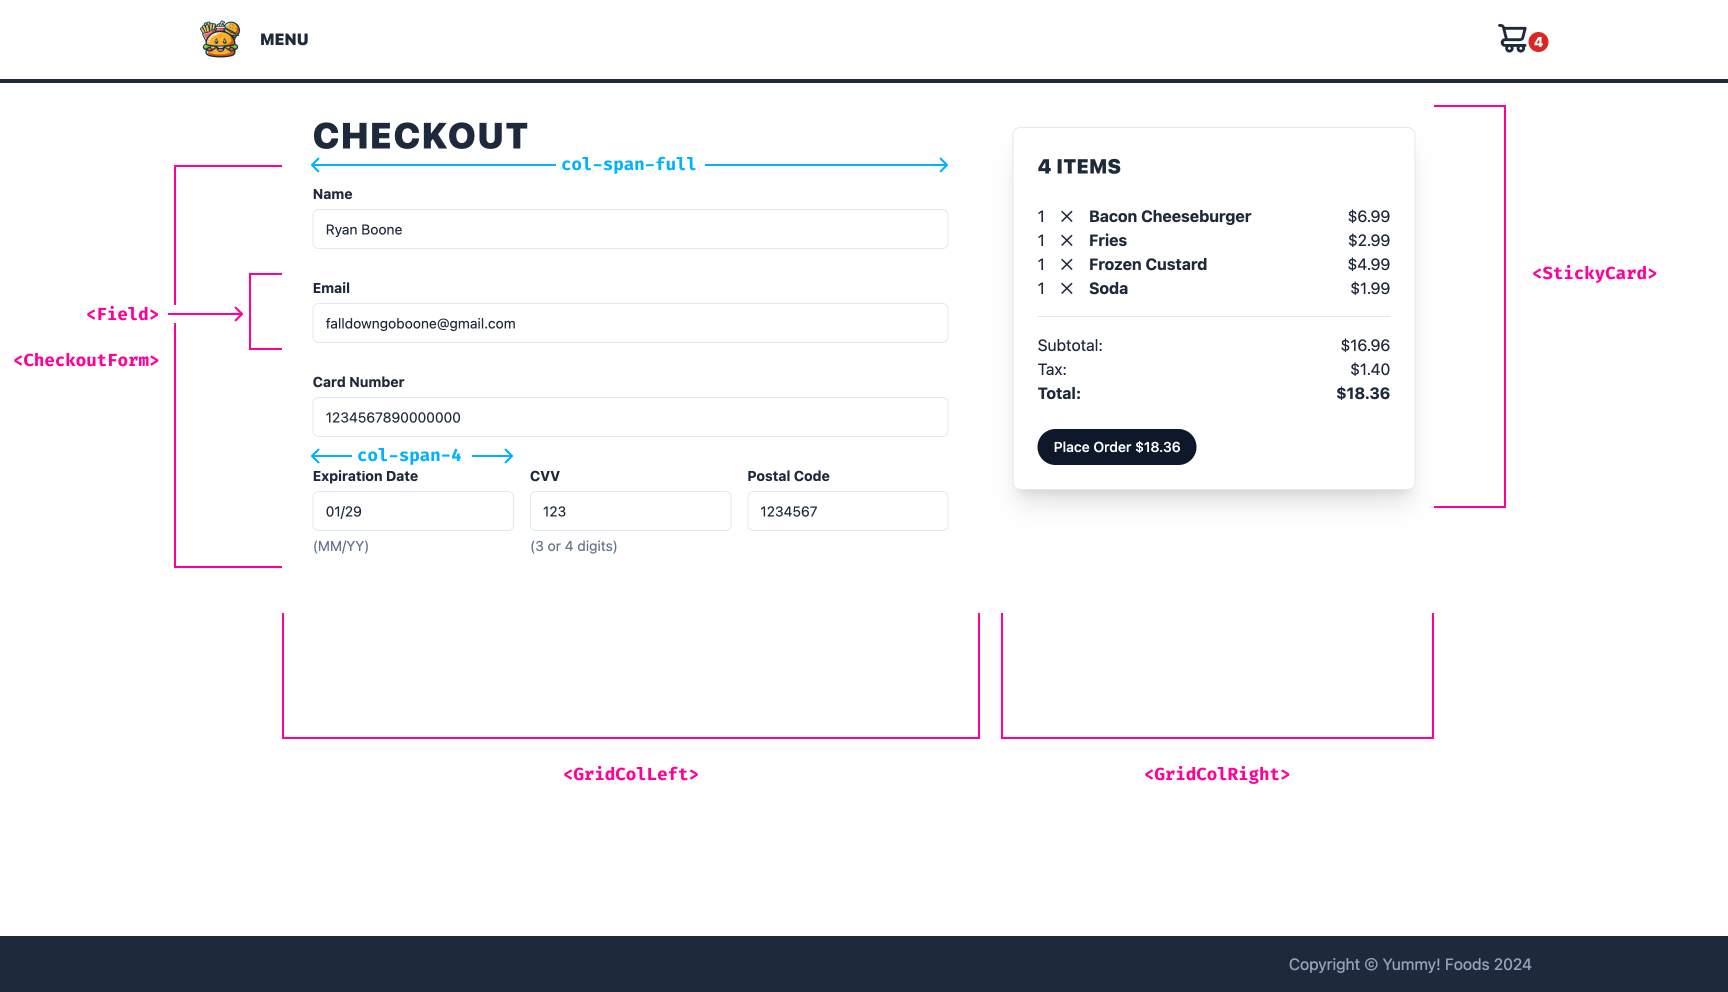 MENU
4
CHECKOUT
col-span-full
Name
Ryan Boone
Email
falldowngoboone@gmail.com
<Field>
<CheckoutForm>
Card Number
1234567890000000
col-span-4
Expiration Date
CVV
Postal Code
01/29
123
1234567
(MM/YY)
(3 or 4 digits)
4 ITEMS
1 × Bacon Cheeseburger $6.99
1 × Fries $2.99
1 × Frozen Custard $4.99
1 × Soda $1.99
Subtotal: $16.96
Tax: $1.40
Total: $18.36
Place Order $18.36
<StickyCard>
<GridColLeft>
<GridColRight>
Copyright © Yummy! Foods 2024